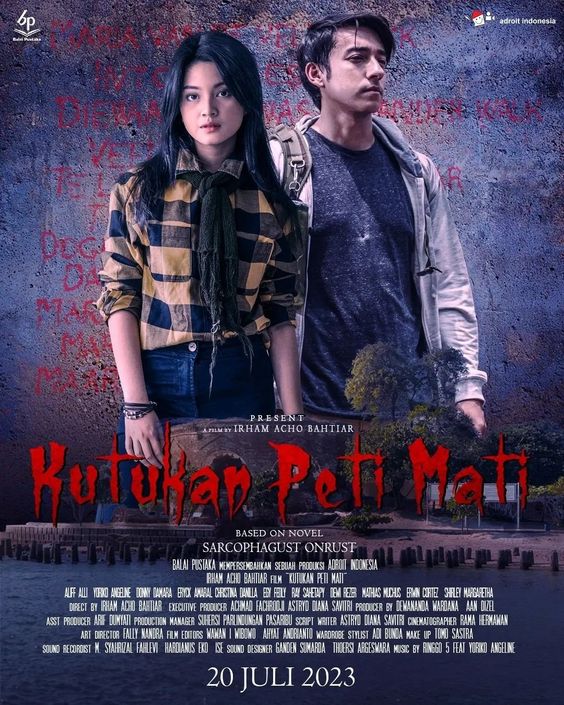 bp
Balai Pustaka
adroit indonesia
PRESENT
A FILM BY IRHAM ACHO BAHTIAR
Kutukan Peti Mati
BASED ON NOVEL
SARCOPHAGUST ONRUST
BALAI PUSTAKA MEMPERSEMBAHKAN SEBUAH PRODUKSI ADROIT INDONESIA
IRHAM ACHO BAHTIAR FILM "KUTUKAN PETI MATI"
ALIFF ALLI YORIKO ANGELINE DONNY DAMARA ERYCK AMARAL CHRISTINA DANILLA EBY FEBLY RAY SAHETAPY DEWI REZER MATHIAS MUCHUS ERWIN CORTEZ SHIRLEY MARGARETHA
DIRECT BY IRHAM ACHO BAHTIAR EXECUTIVE PRODUCER ACHMAD FACHRODJI ASTRYD DIANA SAVITRI PRODUCER BY DEWANANDA WARDANA AAN DIZEL
ASST PRODUCER ARIF DUMYATI PRODUCTION MANAGER SUHERSI PARLINDUNGAN PASARIBU SCRIPT WRITER ASTRYD DIANA SAVITRI CINEMATOGRAPHER RAMA HERMAWAN
ART DIRECTOR FALLY NANDRA FILM EDITORS WAWAN I WIBOWO AHYAT ANDRIANTO WARDROBE STYLIST ADI BUNDA MAKE UP TOMO SASTRA
SOUND RECORDIST M. SYAHRIZAL FAHLEVI HARDIANUS EKO ISE SOUND DESIGNER GANDEN SUMARDA THOERSI ARGESWARA MUSIC BY RINGGO 5 FEAT YORIKO ANGELINE
20 JULI 2023